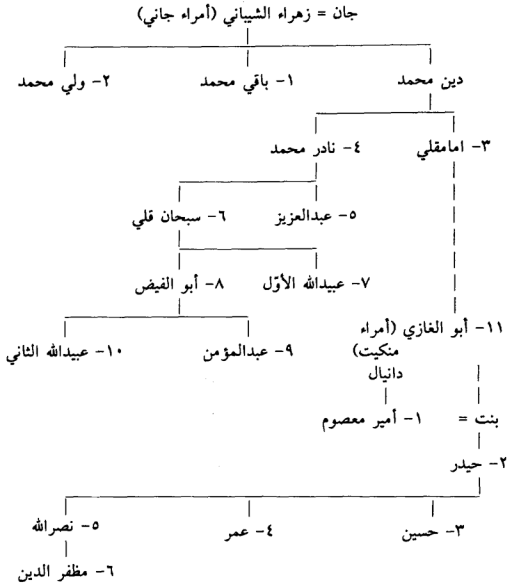 جان = زهراء الشيباني (أمراء جاني)
دين محمد ١- باقي محمد ٢- ولي محمد
٣- امامقلي ٤- نادر محمد
٥- عبدالعزيز ٦- سبحان قلي
٧- عبيدالله الأوّل ٨- أبو الفيض
١١- أبو الغازي (أمراء
٩- عبدالمؤمن ١٠- عبيدالله الثاني
منكيت)
دانيال
بنت = ١- أمير معصوم
٢- حيدر
٣- حسين ٤- عمر ٥- نصرالله
٦- مظفر الدين